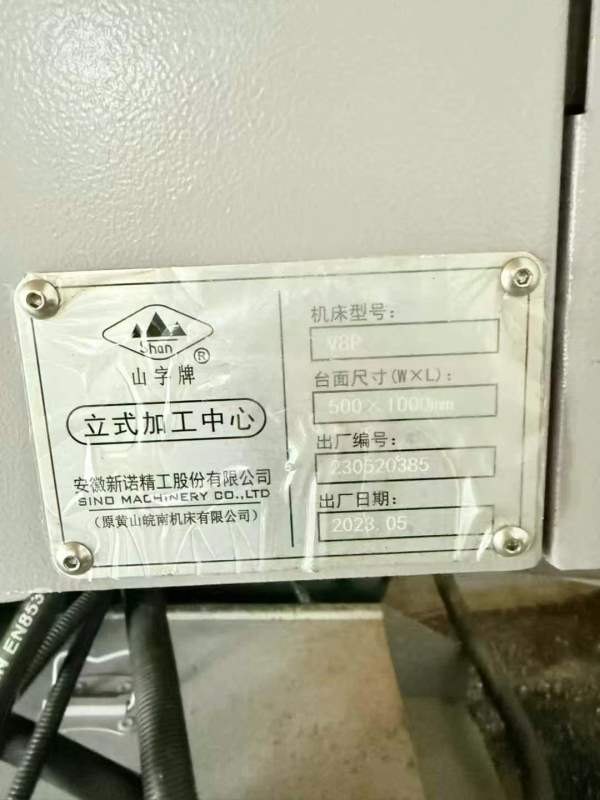 Shan
®
山字牌
立式加工中心
安徽新诺精工股份有限公司
SINO MACHINERY CO.,LTD
(原黄山皖南机床有限公司)
机床型号:
V8P
台面尺寸(W×L):
500×1000mm
出厂编号:
230520385
出厂日期:
2023.05
EN853